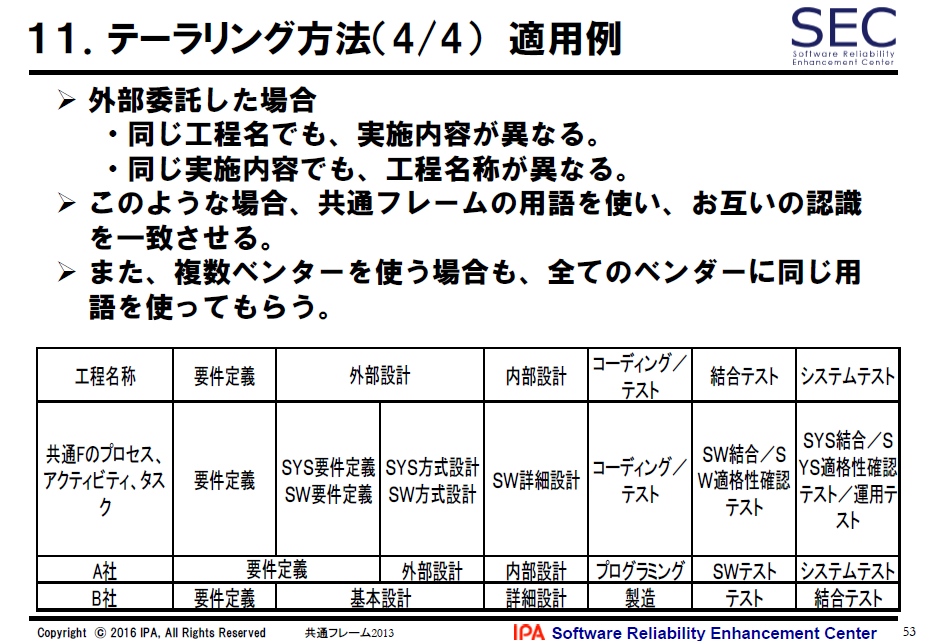 11. テーラリング方法(4/4) 適用例
SEC
Software Reliability
Enhancement Center
➢ 外部委託した場合
・同じ工程名でも、実施内容が異なる。
・同じ実施内容でも、工程名称が異なる。
➢ このような場合、共通フレームの用語を使い、お互いの認識
を一致させる。
➢ また、複数ベンターを使う場合も、全てのベンダーに同じ用
語を使ってもらう。
工程名称 要件定義 外部設計 内部設計 コーディング／
テスト 結合テスト システムテスト
共通Fのプロセス、
アクティビティ、タス
ク
要件定義
SYS要件定義
SW要件定義
SYS方式設計
SW方式設計
SW詳細設計
コーディング／
テスト
SW結合／S
W適格性確認
テスト
SYS結合／S
YS適格性確認
テスト／運用テ
スト
A社 要件定義 外部設計 内部設計 プログラミング SWテスト システムテスト
B社 要件定義 基本設計 詳細設計 製造 テスト 結合テスト
Copyright © 2016 IPA, All Rights Reserved 共通フレーム2013 IPA Software Reliability Enhancement Center 53